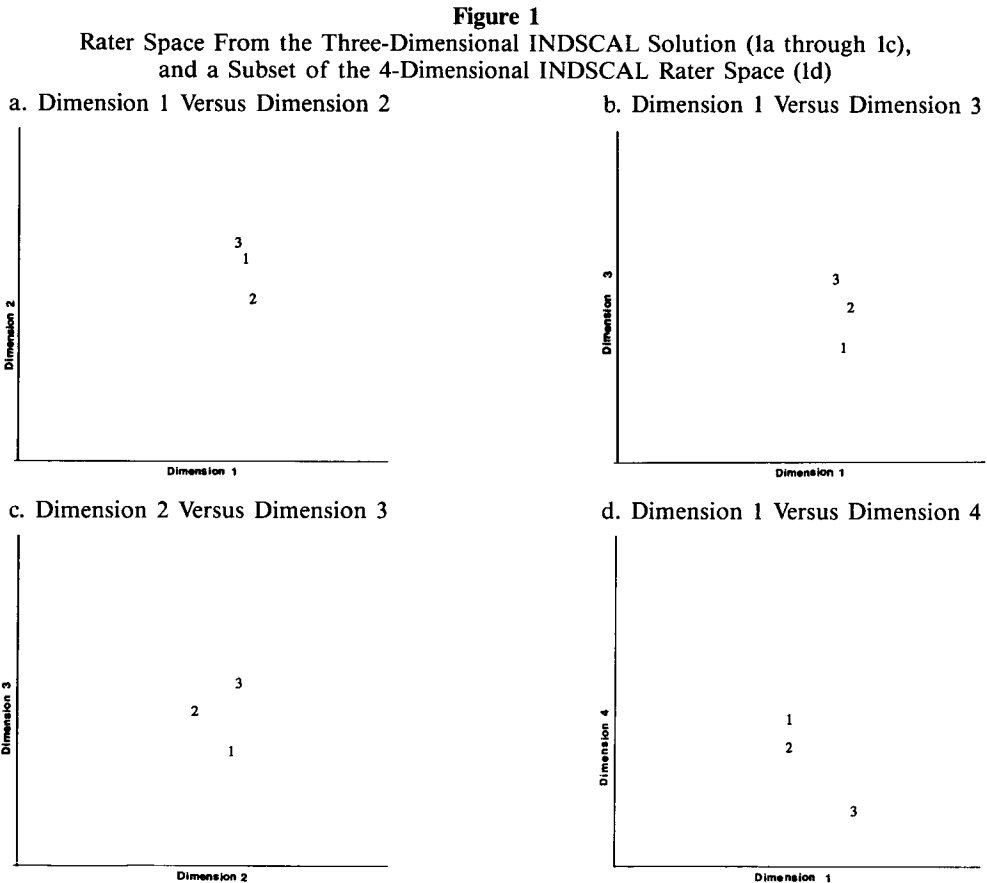 Figure 1
Rater Space From the Three-Dimensional INDSCAL Solution (1a through 1c),
and a Subset of the 4-Dimensional INDSCAL Rater Space (1d)
a. Dimension 1 Versus Dimension 2
3
1
2
Dimension 2
Dimension 1
b. Dimension 1 Versus Dimension 3
3
2
1
Dimension 3
Dimension 1
c. Dimension 2 Versus Dimension 3
3
2
1
Dimension 3
Dimension 2
d. Dimension 1 Versus Dimension 4
1
2
3
Dimension 4
Dimension 1